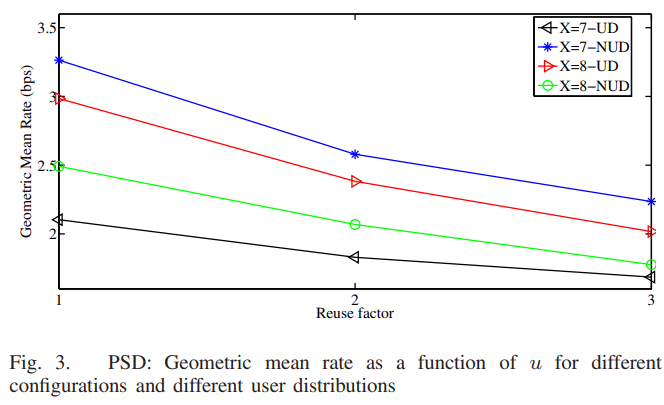 3.5
3
2.5
2
Geometric Mean Rate (bps)
X=7−UD
X=7−NUD
X=8−UD
X=8−NUD
1 2 3
Reuse factor
Fig. 3. PSD: Geometric mean rate as a function of u for different
configurations and different user distributions